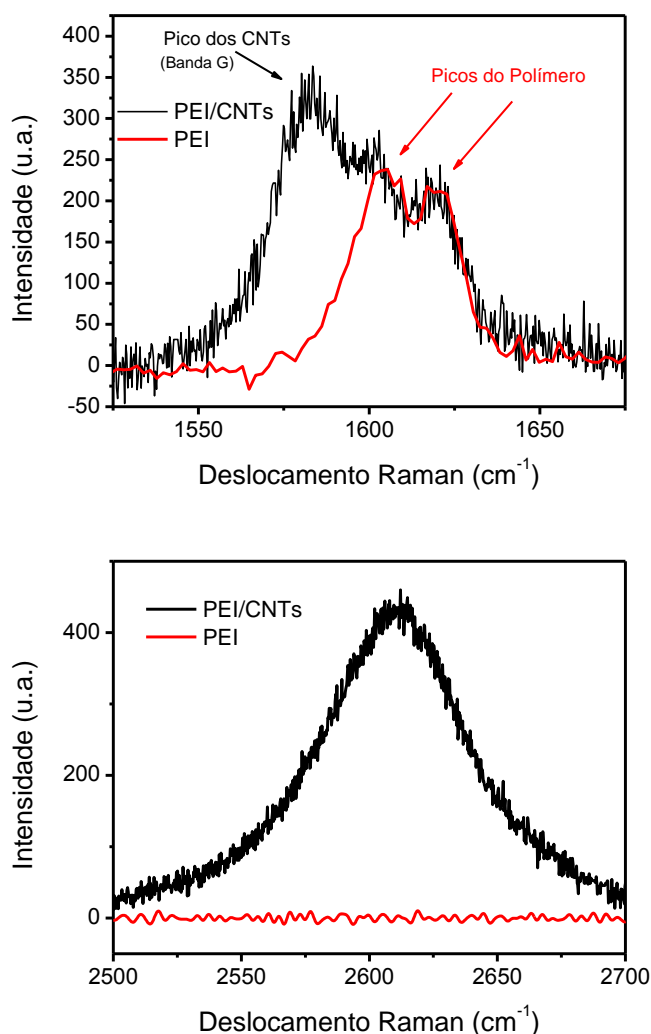 400
350
300
250
200
150
100
50
0
-50
Intensidade (u.a.)
Pico dos CNTs
(Banda G)
Picos do Polímero
PEI/CNTs
PEI
1550
1600
1650
Deslocamento Raman (cm⁻¹)
400
200
0
Intensidade (u.a.)
PEI/CNTs
PEI
2500
2550
2600
2650
2700
Deslocamento Raman (cm⁻¹)